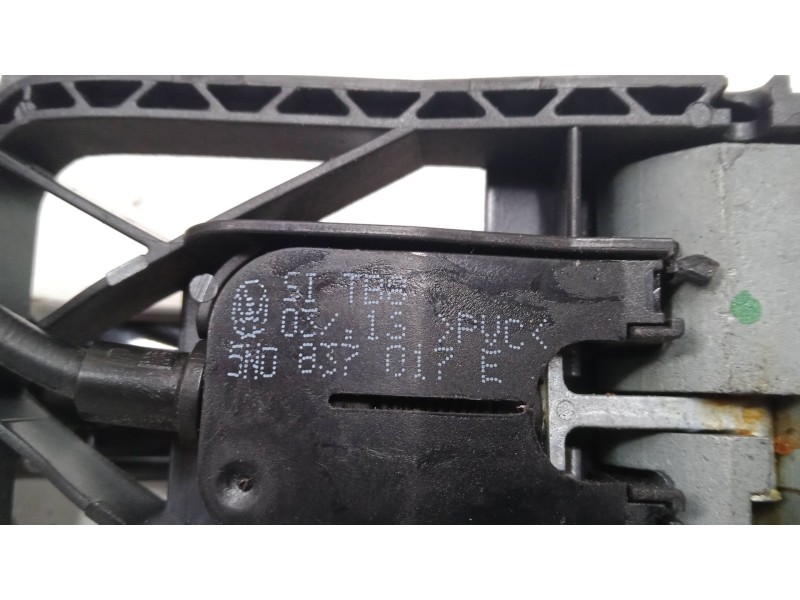 SI TBB
03/.13 >PVC<
5N0 837 017 E